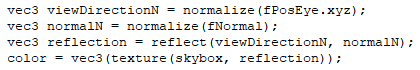 vec3 viewDirectionN = normalize(fPosEye.xyz);
vec3 normalN = normalize(fNormal);
vec3 reflection = reflect(viewDirectionN, normalN);
color = vec3(texture(skybox, reflection));